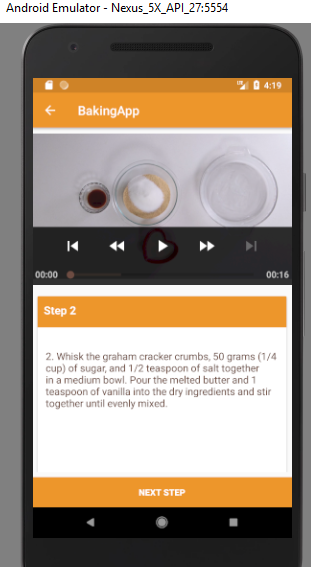 Android Emulator - Nexus_5X_API_27:5554
4:19
BakingApp
00:00
00:16
Step 2
2. Whisk the graham cracker crumbs, 50 grams (1/4
cup) of sugar, and 1/2 teaspoon of salt together
in a medium bowl. Pour the melted butter and 1
teaspoon of vanilla into the dry ingredients and stir
together until evenly mixed.
NEXT STEP